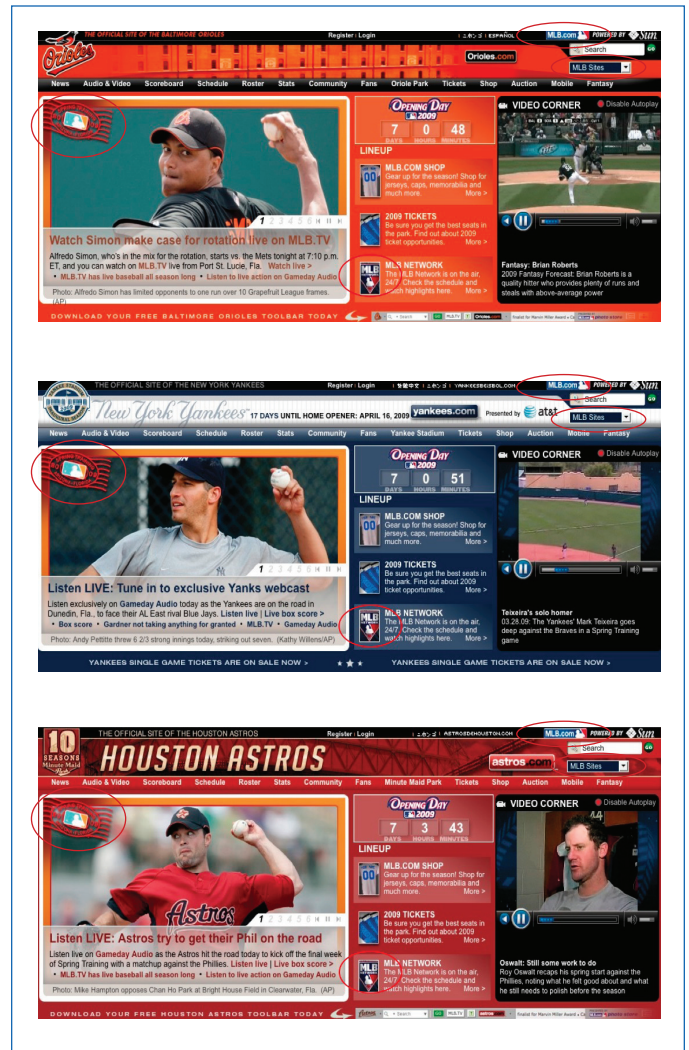 THE OFFICIAL SITE OF THE BALTIMORE ORIOLES
Register | Login
ESPAÑOL
MLB.com
POWERED BY Sun
Orioles
Orioles.com
Search
GO
MLB Sites
News Audio & Video Scoreboard Schedule Roster Stats Community Fans Oriole Park Tickets Shop Auction Mobile Fantasy
OPENING DAY
2009
7 0 48
DAYS HOURS MINUTES
LINEUP
MLB.COM SHOP
Gear up for the season! Shop for
jerseys, caps, memorabilia and
much more. More >
2009 TICKETS
Be sure you get the best seats in
the park. Find out about 2009
ticket opportunities. More >
MLB NETWORK
The MLB Network is on the air,
24/7. Check the schedule and
watch highlights here. More >
VIDEO CORNER
Disable Autoplay
Fantasy: Brian Roberts
2009 Fantasy Forecast: Brian Roberts is a
quality hitter who provides plenty of runs and
steals with above-average power
1 2 3 4 5 6
Watch Simon make case for rotation live on MLB.TV
Alfredo Simon, who's in the mix for the rotation, starts vs. the Mets tonight at 7:10 p.m.
ET, and you can watch on MLB.TV live from Port St. Lucie, Fla. Watch live >
• MLB.TV has live baseball all season long • Listen to live action on Gameday Audio
Photo: Alfredo Simon has limited opponents to one run over 10 Grapefruit League frames.
(AP)
DOWNLOAD YOUR FREE BALTIMORE ORIOLES TOOLBAR TODAY
THE OFFICIAL SITE OF THE NEW YORK YANKEES
Register | Login
YANKEESBEISBOL.COM
MLB.com
POWERED BY Sun
New York Yankees
17 DAYS UNTIL HOME OPENER: APRIL 16, 2009
yankees.com
Presented by at&t
Search
GO
MLB Sites
News Audio & Video Scoreboard Schedule Roster Stats Community Fans Yankee Stadium Tickets Shop Auction Mobile Fantasy
OPENING DAY
2009
7 0 51
DAYS HOURS MINUTES
LINEUP
MLB.COM SHOP
Gear up for the season! Shop for
jerseys, caps, memorabilia and
much more. More >
2009 TICKETS
Be sure you get the best seats in
the park. Find out about 2009
ticket opportunities. More >
MLB NETWORK
The MLB Network is on the air,
24/7. Check the schedule and
watch highlights here. More >
VIDEO CORNER
Disable Autoplay
Teixeira's solo homer
03.28.09: The Yankees' Mark Teixeira goes
deep against the Braves in a Spring Training
game
1 2 3 4 5 6
Listen LIVE: Tune in to exclusive Yanks webcast
Listen exclusively on Gameday Audio today as the Yankees are on the road in
Dunedin, Fla., to face their AL East rival Blue Jays. Listen live | Live box score >
• Box score • Gardner not taking anything for granted • MLB.TV • Gameday Audio
Photo: Andy Pettitte threw 6 2/3 strong innings today, striking out seven. (Kathy Willens/AP)
YANKEES SINGLE GAME TICKETS ARE ON SALE NOW > YANKEES SINGLE GAME TICKETS ARE ON SALE NOW >
10
SEASONS
Minute Maid
Park
THE OFFICIAL SITE OF THE HOUSTON ASTROS
Register | Login
ASTROSDEHOUSTON.COM
MLB.com
POWERED BY Sun
HOUSTON ASTROS
astros.com
Search
GO
MLB Sites
News Audio & Video Scoreboard Schedule Roster Stats Community Fans Minute Maid Park Tickets Shop Auction Mobile Fantasy
OPENING DAY
2009
7 3 43
DAYS HOURS MINUTES
LINEUP
MLB.COM SHOP
Gear up for the season! Shop for
jerseys, caps, memorabilia and
much more. More >
2009 TICKETS
Be sure you get the best seats in
the park. Find out about 2009
ticket opportunities. More >
MLB NETWORK
The MLB Network is on the air,
24/7. Check the schedule and
watch highlights here. More >
VIDEO CORNER
Disable Autoplay
Oswalt: Still some work to do
Roy Oswalt recaps his spring start against the
Phillies, noting what he felt good about and what
he still needs to polish before the season
Astros
1 2 3 4 5 6
Listen LIVE: Astros try to get their Phil on the road
Listen live on Gameday Audio as the Astros hit the road today to kick off the final week
of Spring Training with a matchup against the Phillies. Listen live | Live box score >
• MLB.TV has live baseball all season long • Listen to live action on Gameday Audio
Photo: Mike Hampton opposes Chan Ho Park at Bright House Field in Clearwater, Fla. (AP)
DOWNLOAD YOUR FREE HOUSTON ASTROS TOOLBAR TODAY